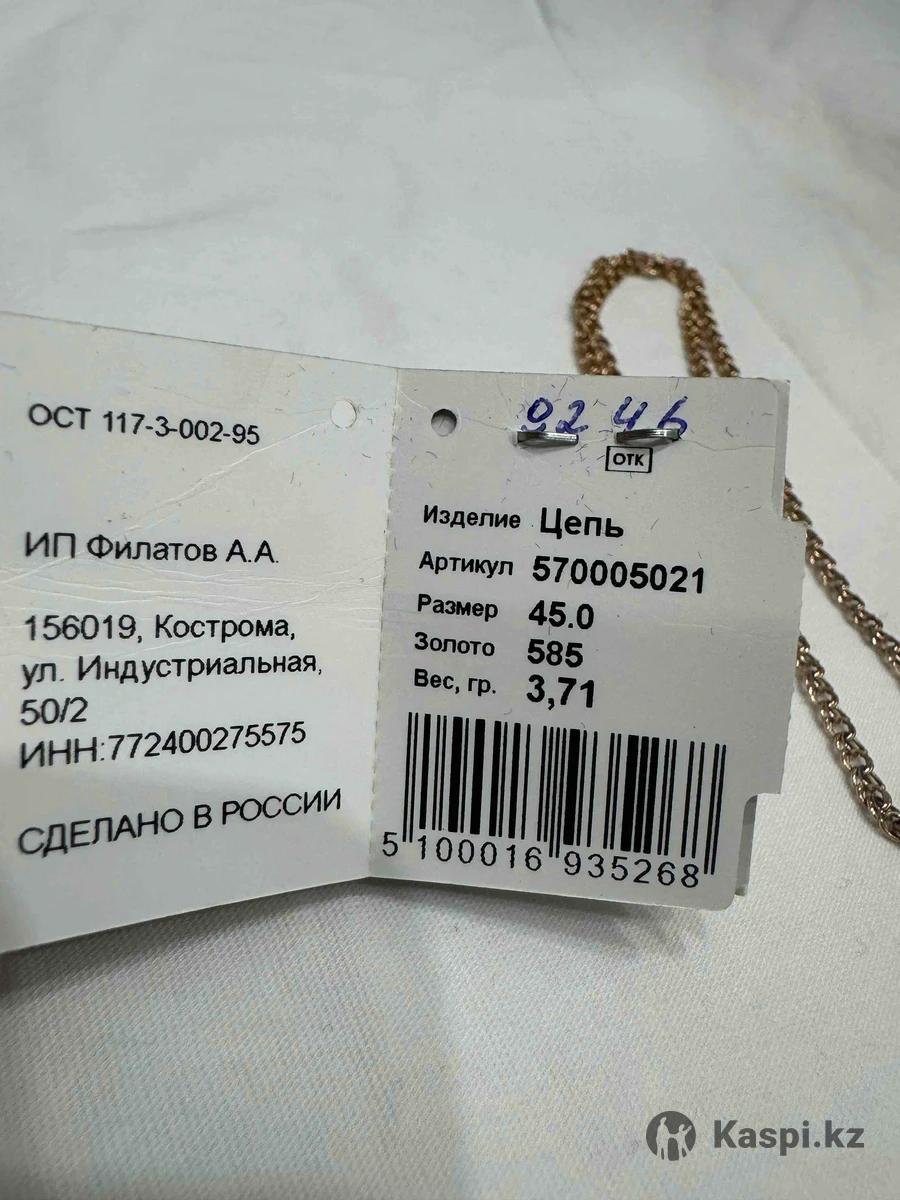 ОСТ 117-3-002-95
ИП Филатов А.А.
156019, Кострома,
ул. Индустриальная,
50/2
ИНН:772400275575
СДЕЛАНО В РОССИИ
92 46
ОТК
Изделие Цепь
Артикул 570005021
Размер 45.0
Золото 585
Вес, гр. 3,71
5 100016 935268
Kaspi.kz